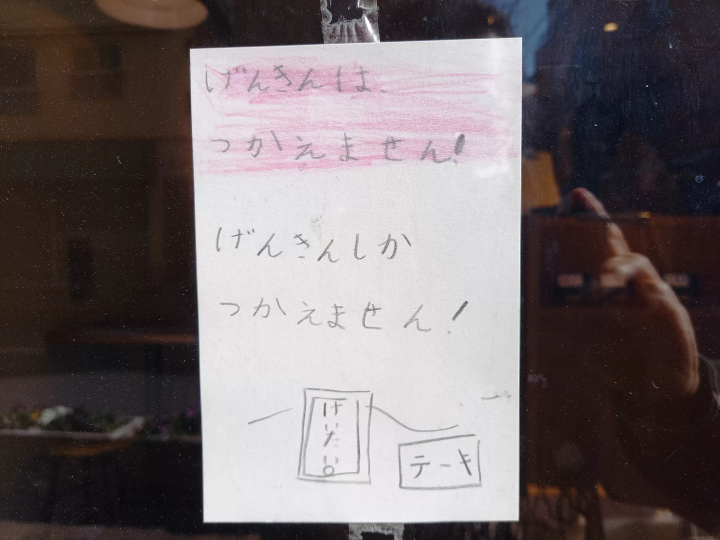 げんきんは、
つかえません!
げんきんしか
つかえません!
けいたい
テーキ